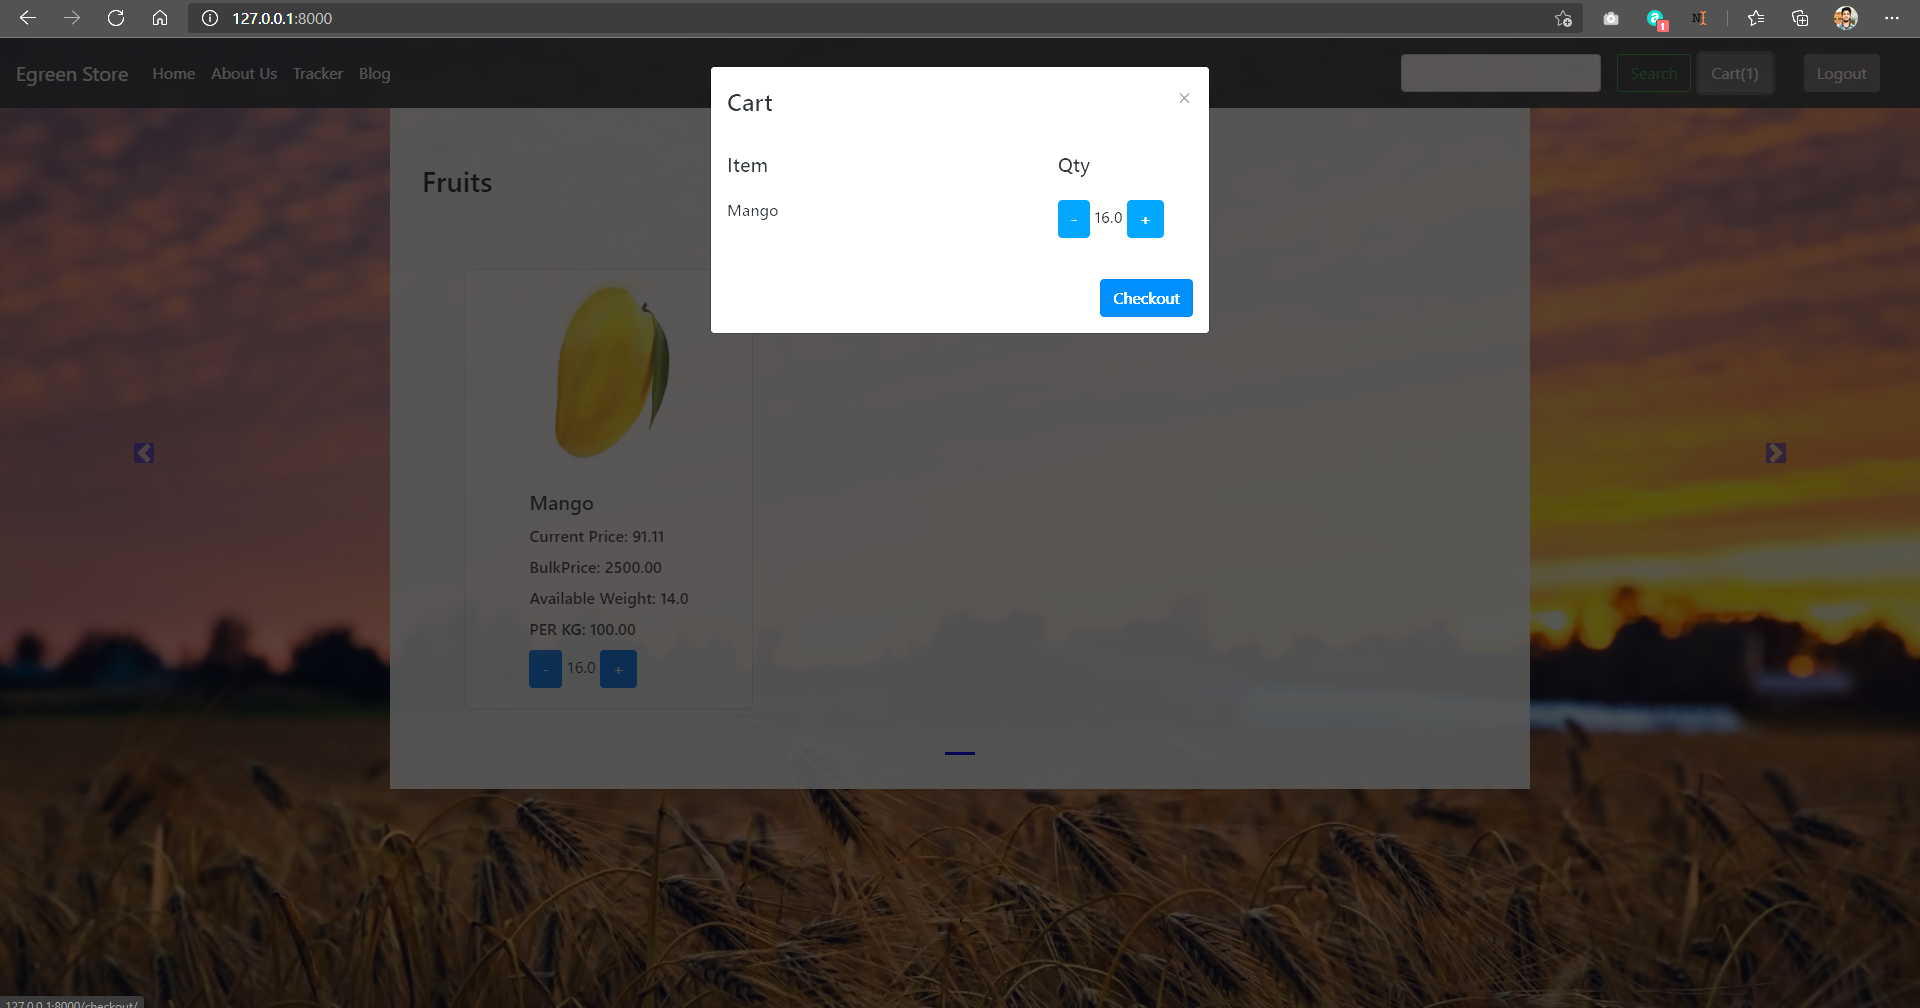 127.0.0.1:8000
1
N
Egreen Store Home About Us Tracker Blog Search Cart(1) Logout
Cart ×
Item Qty
Mango - 16.0 +
Checkout
Fruits
Mango
Current Price: 91.11
BulkPrice: 2500.00
Available Weight: 14.0
PER KG: 100.00
- 16.0 +
127.0.0.1:8000/checkout/